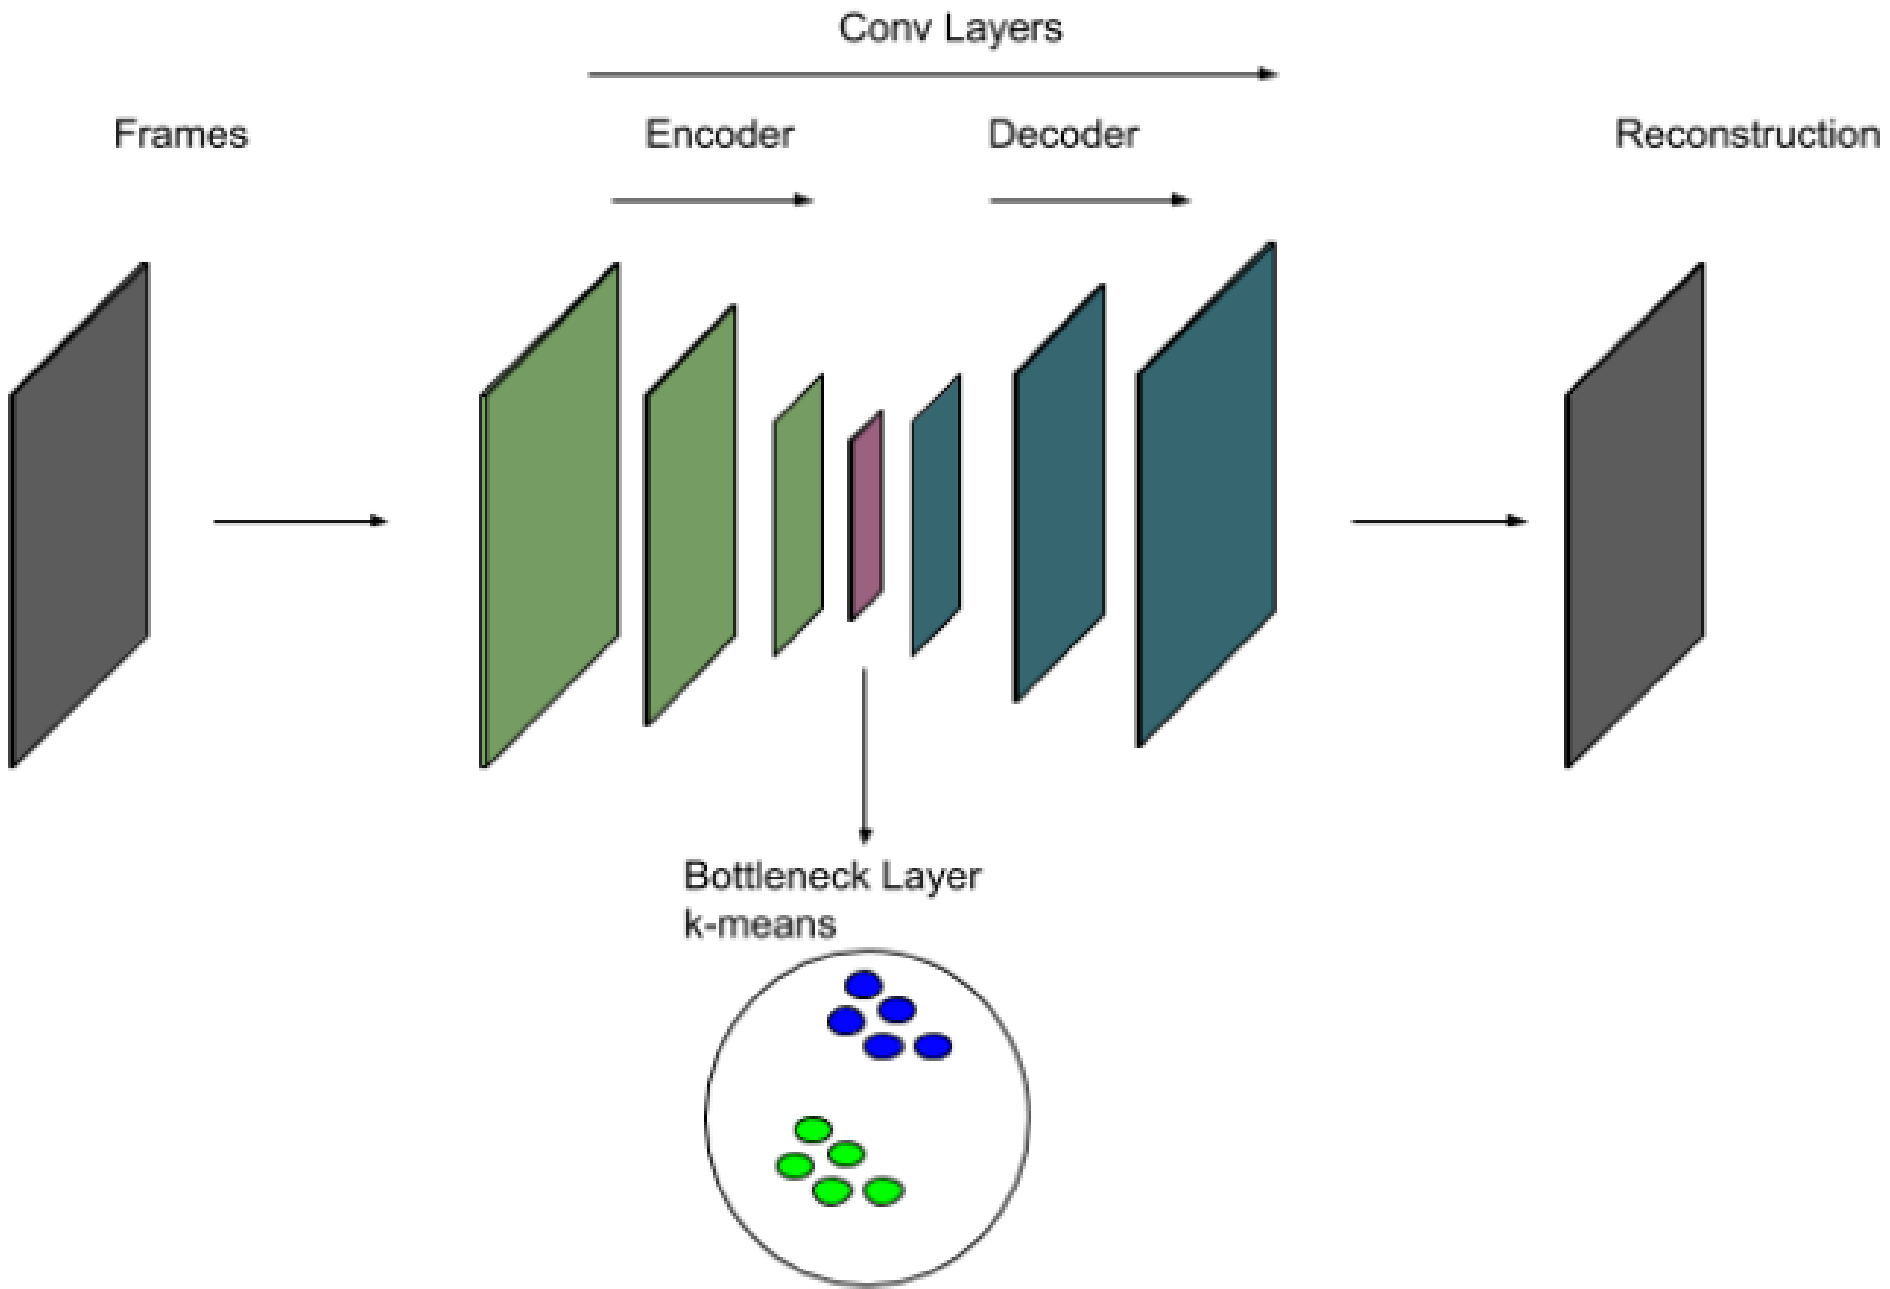 Conv Layers
Frames
Encoder
Decoder
Reconstruction
Bottleneck Layer
k-means